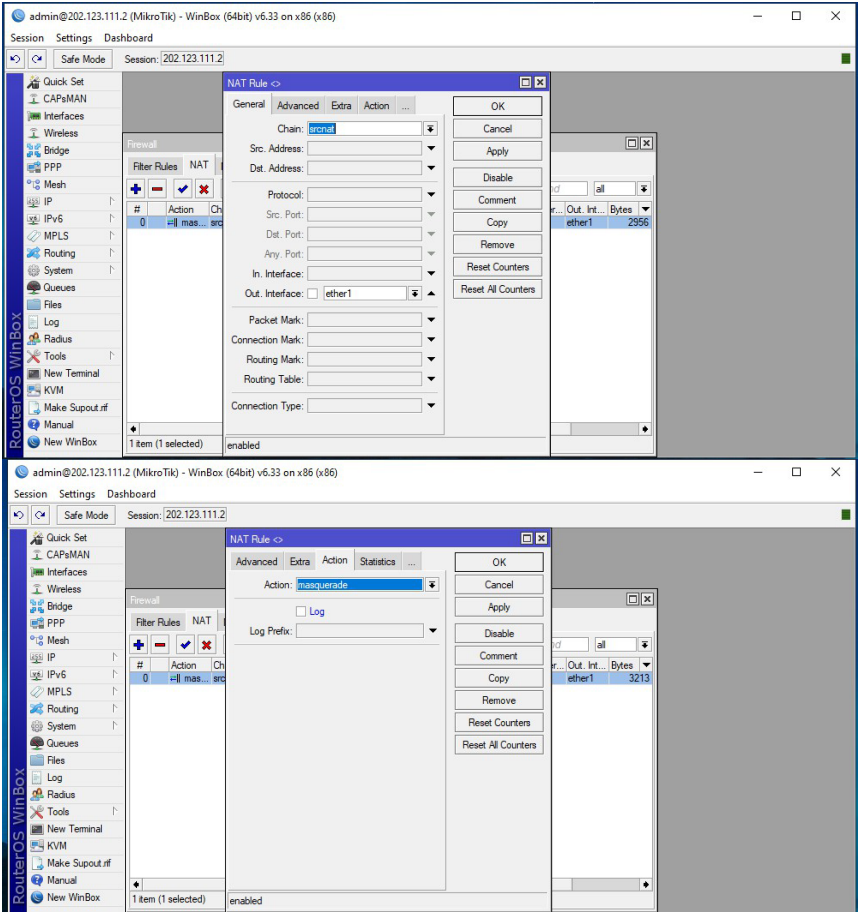 admin@202.123.111.2 (MikroTik) - WinBox (64bit) v6.33 on x86 (x86)
Session Settings Dashboard
Safe Mode Session: 202.123.111.2
RouterOS WinBox
Quick Set
CAPsMAN
Interfaces
Wireless
Bridge
PPP
Mesh
IP
IPv6
MPLS
Routing
System
Queues
Files
Log
Radius
Tools
New Terminal
KVM
Make Supout.rif
Manual
New WinBox
Firewall
Filter Rules NAT
all
# Action Ch Out. Int... Bytes
0 mas... src ether1 2956
1 item (1 selected)
NAT Rule <>
General Advanced Extra Action ...
Chain: srcnat
Src. Address:
Dst. Address:
Protocol:
Src. Port:
Dst. Port:
Any. Port:
In. Interface:
Out. Interface: ether1
Packet Mark:
Connection Mark:
Routing Mark:
Routing Table:
Connection Type:
enabled
OK
Cancel
Apply
Disable
Comment
Copy
Remove
Reset Counters
Reset All Counters
admin@202.123.111.2 (MikroTik) - WinBox (64bit) v6.33 on x86 (x86)
Session Settings Dashboard
Safe Mode Session: 202.123.111.2
RouterOS WinBox
Quick Set
CAPsMAN
Interfaces
Wireless
Bridge
PPP
Mesh
IP
IPv6
MPLS
Routing
System
Queues
Files
Log
Radius
Tools
New Terminal
KVM
Make Supout.rif
Manual
New WinBox
Firewall
Filter Rules NAT
all
# Action Ch Out. Int... Bytes
0 mas... src ether1 3213
1 item (1 selected)
NAT Rule <>
Advanced Extra Action Statistics ...
Action: masquerade
Log
Log Prefix:
enabled
OK
Cancel
Apply
Disable
Comment
Copy
Remove
Reset Counters
Reset All Counters